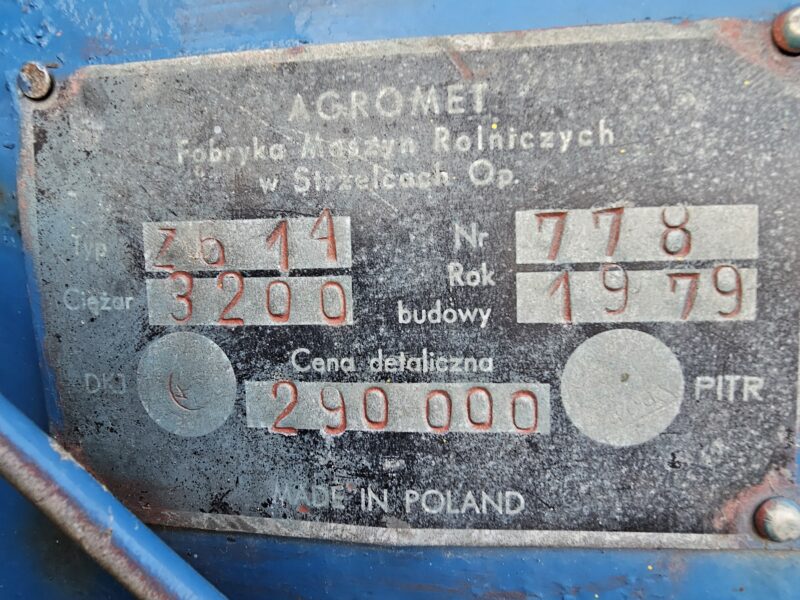 AGROMET
Fabryka Maszyn Rolniczych
w Strzelcach Op.
Typ Z611 Nr 778
Ciężar 3200 Rok budowy 1979
Cena detaliczna
DKJ 290 000 PITR
MADE IN POLAND